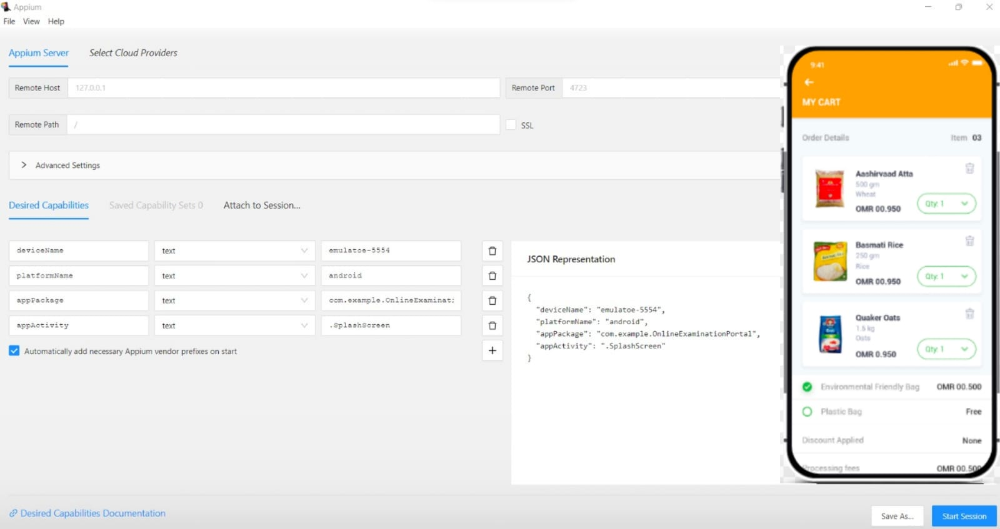 Appium
File View Help
Appium Server Select Cloud Providers
Remote Host 127.0.0.1 Remote Port 4723
Remote Path / SSL
Advanced Settings
Desired Capabilities Saved Capability Sets 0 Attach to Session...
deviceName text emulatoe-5554
platformName text android
appPackage text com.example.OnlineExaminat
appActivity text .SplashScreen
Automatically add necessary Appium vendor prefixes on start
+
JSON Representation
{
"deviceName": "emulatoe-5554",
"platformName": "android",
"appPackage": "com.example.OnlineExaminationPortal",
"appActivity": ".SplashScreen"
}
9:41
MY CART
Order Details Item 03
Aashirvaad Atta
500 gm
Wheat
OMR 00.950 Qty: 1
Basmati Rice
250 gm
Rice
OMR 00.950 Qty: 1
Quaker Oats
1.5 kg
Oats
OMR 0.950 Qty: 1
Environmental Friendly Bag OMR 00.500
Plastic Bag Free
Discount Applied None
Processing fees OMR 00.500
Desired Capabilities Documentation
Save As... Start Session